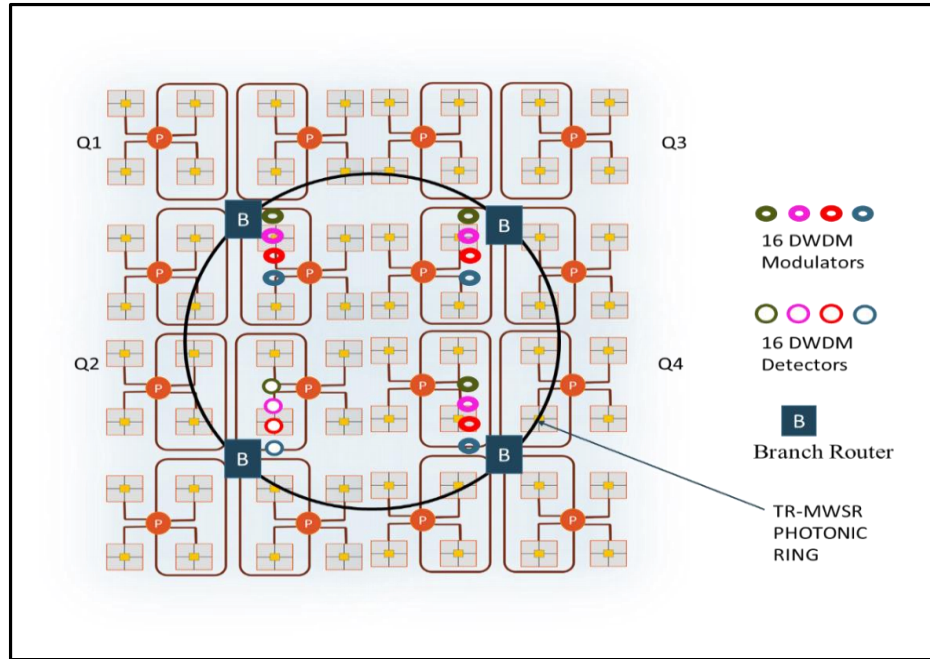 P P P P
Q1 Q3
B B
P P P P
16 DWDM
Modulators
16 DWDM
Detectors
Q2 Q4
P P P P
B
Branch Router
B B
TR-MWSR
PHOTONIC
RING
P P P P